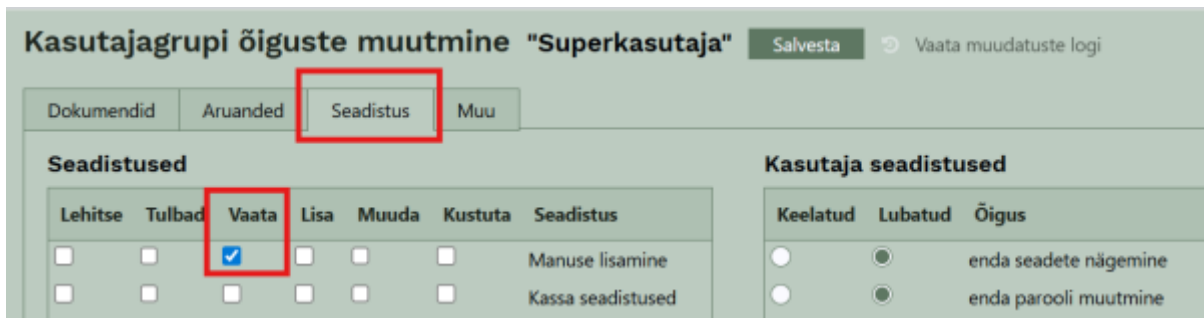 Kasutajagrupi õiguste muutmine "Superkasutaja" Salvesta Vaata muudatuste logi
Dokumendid Aruanded Seadistus Muu
Seadistused
Lehitse Tulbad Vaata Lisa Muuda Kustuta Seadistus
Manuse lisamine
Kassa seadistused
Kasutaja seadistused
Keelatud Lubatud Õigus
enda seadete nägemine
enda parooli muutmine